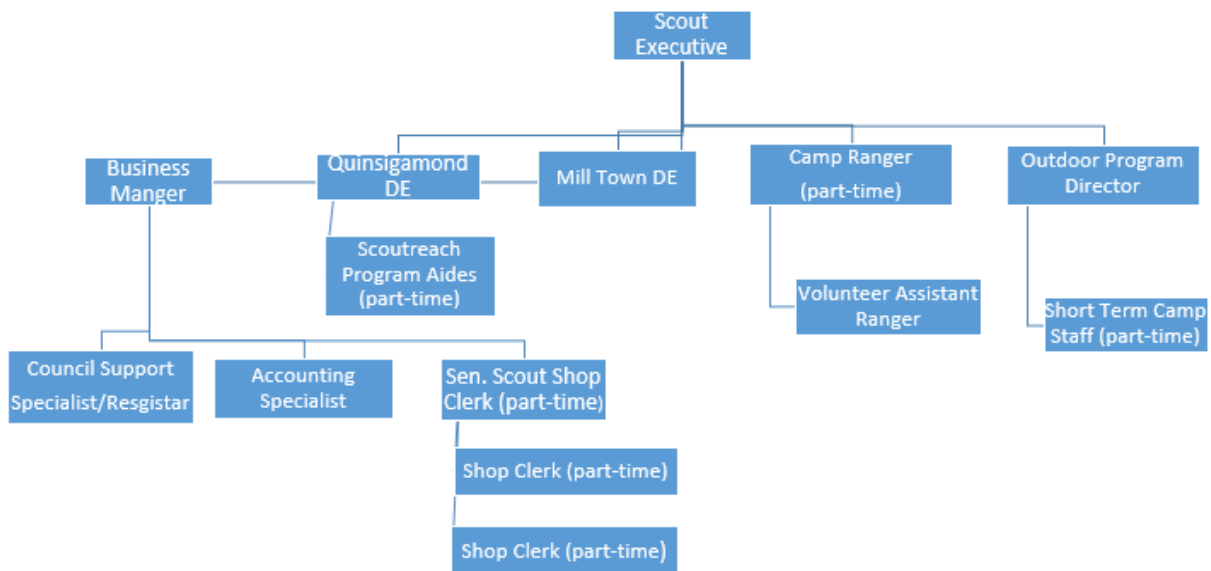 Scout
Executive
Business
Manger
Quinsigamond
DE
Mill Town DE
Camp Ranger
(part-time)
Outdoor Program
Director
Scoutreach
Program Aides
(part-time)
Volunteer Assistant
Ranger
Short Term Camp
Staff (part-time)
Council Support
Specialist/Resgistar
Accounting
Specialist
Sen. Scout Shop
Clerk (part-time)
Shop Clerk (part-time)
Shop Clerk (part-time)